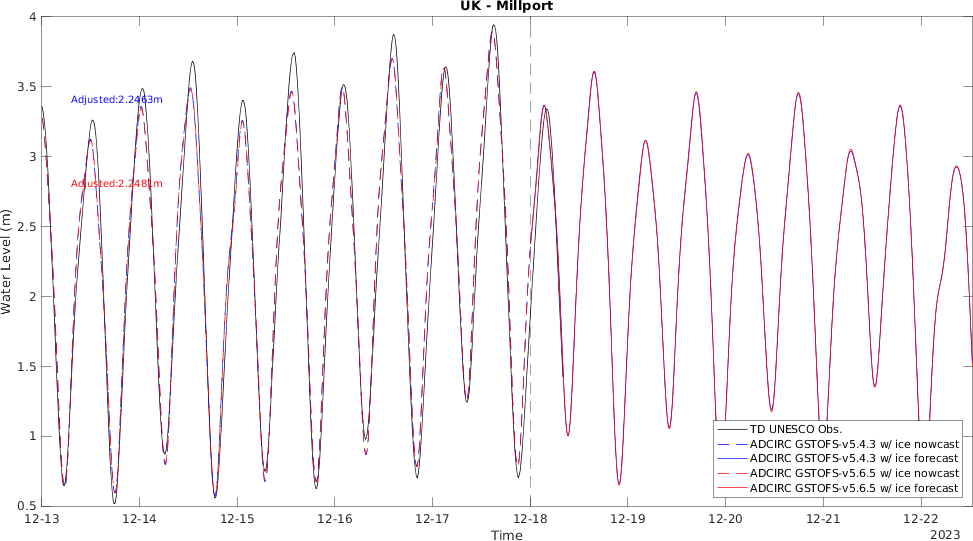 UK - Millport
Water Level (m)
4
3.5
3
2.5
2
1.5
1
0.5
Adjusted:2.2463m
Adjusted:2.2481m
TD UNESCO Obs.
ADCIRC GSTOFS-v5.4.3 w/ ice nowcast
ADCIRC GSTOFS-v5.4.3 w/ ice forecast
ADCIRC GSTOFS-v5.6.5 w/ ice nowcast
ADCIRC GSTOFS-v5.6.5 w/ ice forecast
12-13 12-14 12-15 12-16 12-17 12-18 12-19 12-20 12-21 12-22
Time
2023